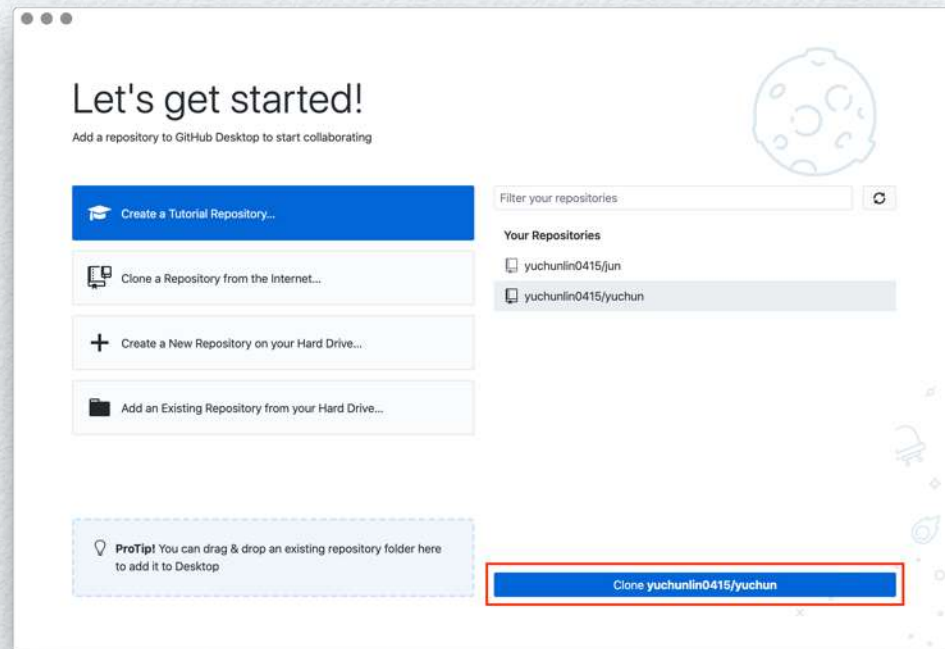 Let's get started!
Add a repository to GitHub Desktop to start collaborating
Create a Tutorial Repository...
Clone a Repository from the Internet...
Create a New Repository on your Hard Drive...
Add an Existing Repository from your Hard Drive...
ProTip! You can drag & drop an existing repository folder here
to add it to Desktop
Filter your repositories
Your Repositories
yuchunlin0415/jun
yuchunlin0415/yuchun
Clone yuchunlin0415/yuchun